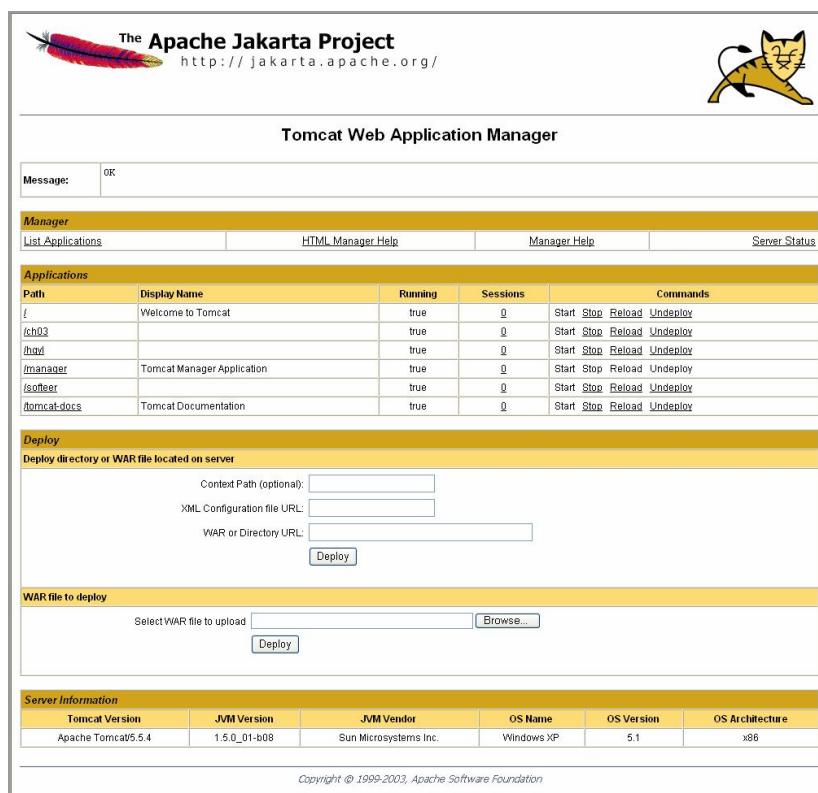 The Apache Jakarta Project
http://jakarta.apache.org/
Tomcat Web Application Manager
Message: OK
Manager
List Applications HTML Manager Help Manager Help Server Status
Applications
Path Display Name Running Sessions Commands
/ Welcome to Tomcat true 0 Start Stop Reload Undeploy
/ch03 true 0 Start Stop Reload Undeploy
/hqyl true 0 Start Stop Reload Undeploy
/manager Tomcat Manager Application true 0 Start Stop Reload Undeploy
/softeer true 0 Start Stop Reload Undeploy
/tomcat-docs Tomcat Documentation true 0 Start Stop Reload Undeploy
Deploy
Deploy directory or WAR file located on server
Context Path (optional):
XML Configuration file URL:
WAR or Directory URL:
Deploy
WAR file to deploy
Select WAR file to upload Browse...
Deploy
Server Information
Tomcat Version JVM Version JVM Vendor OS Name OS Version OS Architecture
Apache Tomcat/5.5.4 1.5.0_01-b08 Sun Microsystems Inc. Windows XP 5.1 x86
Copyright © 1999-2003, Apache Software Foundation